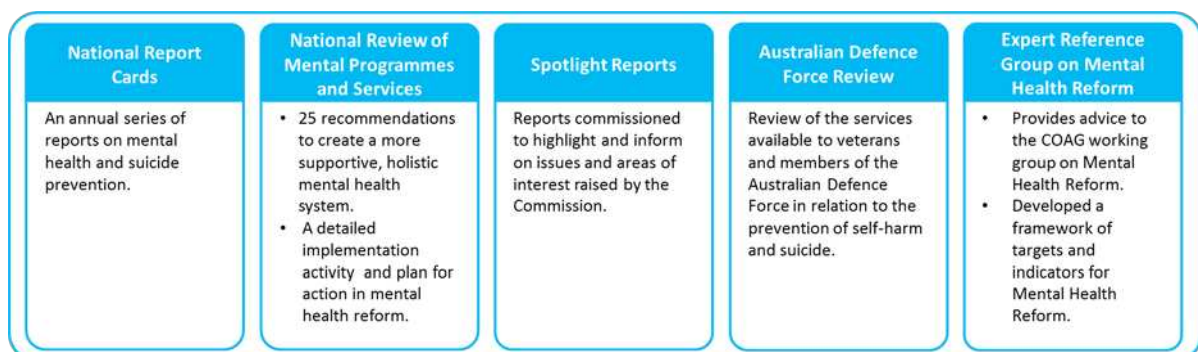 National Report
Cards
An annual series of
reports on mental
health and suicide
prevention.
National Review of
Mental Programmes
and Services
• 25 recommendations
to create a more
supportive, holistic
mental health
system.
• A detailed
implementation
activity and plan for
action in mental
health reform.
Spotlight Reports
Reports commissioned
to highlight and inform
on issues and areas of
interest raised by the
Commission.
Australian Defence
Force Review
Review of the services
available to veterans
and members of the
Australian Defence
Force in relation to the
prevention of self-harm
and suicide.
Expert Reference
Group on Mental
Health Reform
• Provides advice to
the COAG working
group on Mental
Health Reform.
• Developed a
framework of
targets and
indicators for
Mental Health
Reform.